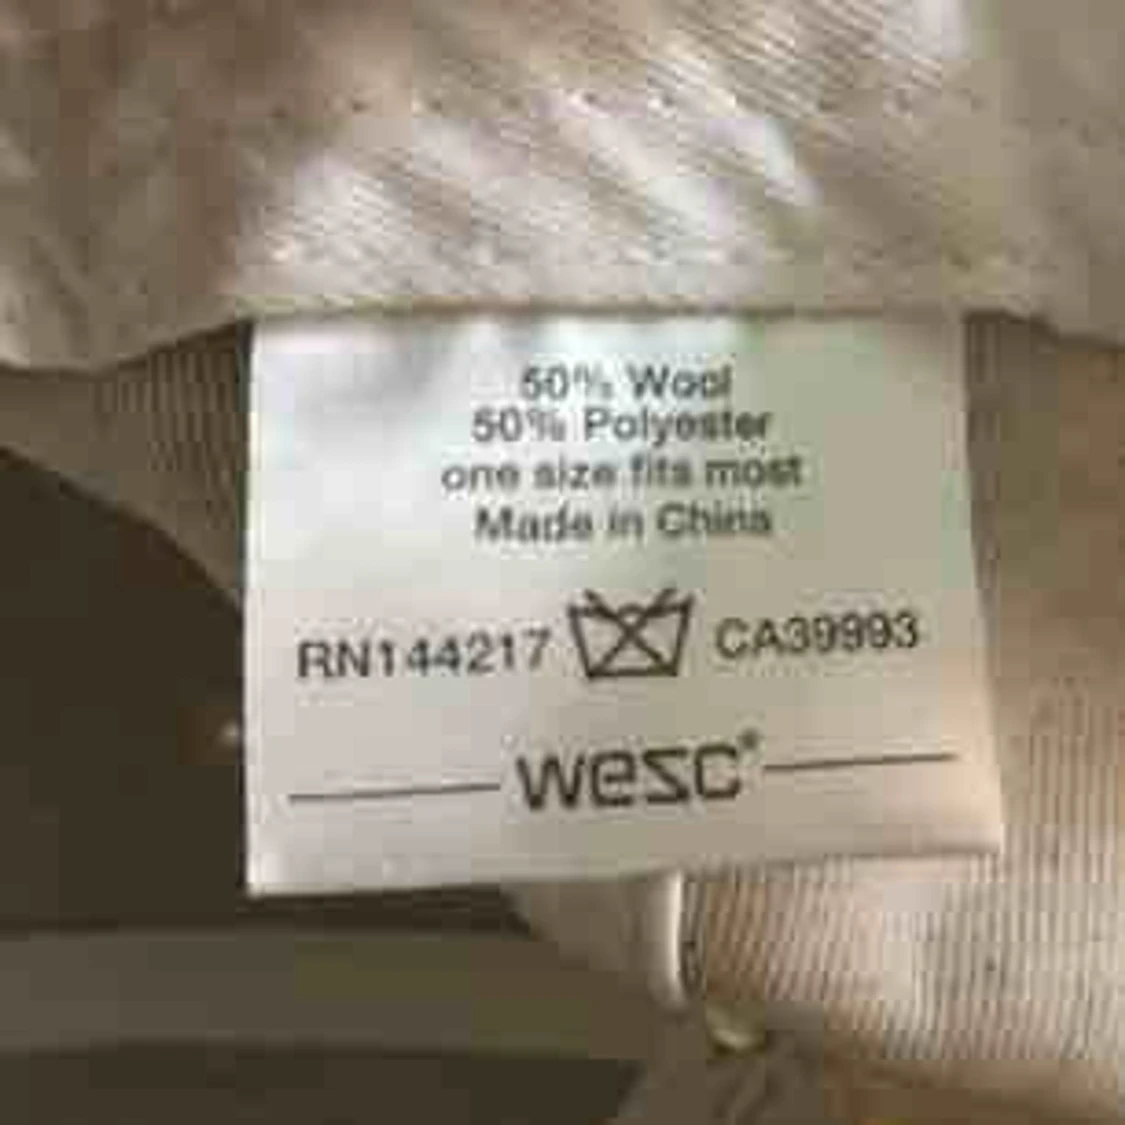 50% Wool
50% Polyester
one size fits most
Made in China
RN144217 CA39993
wesc®